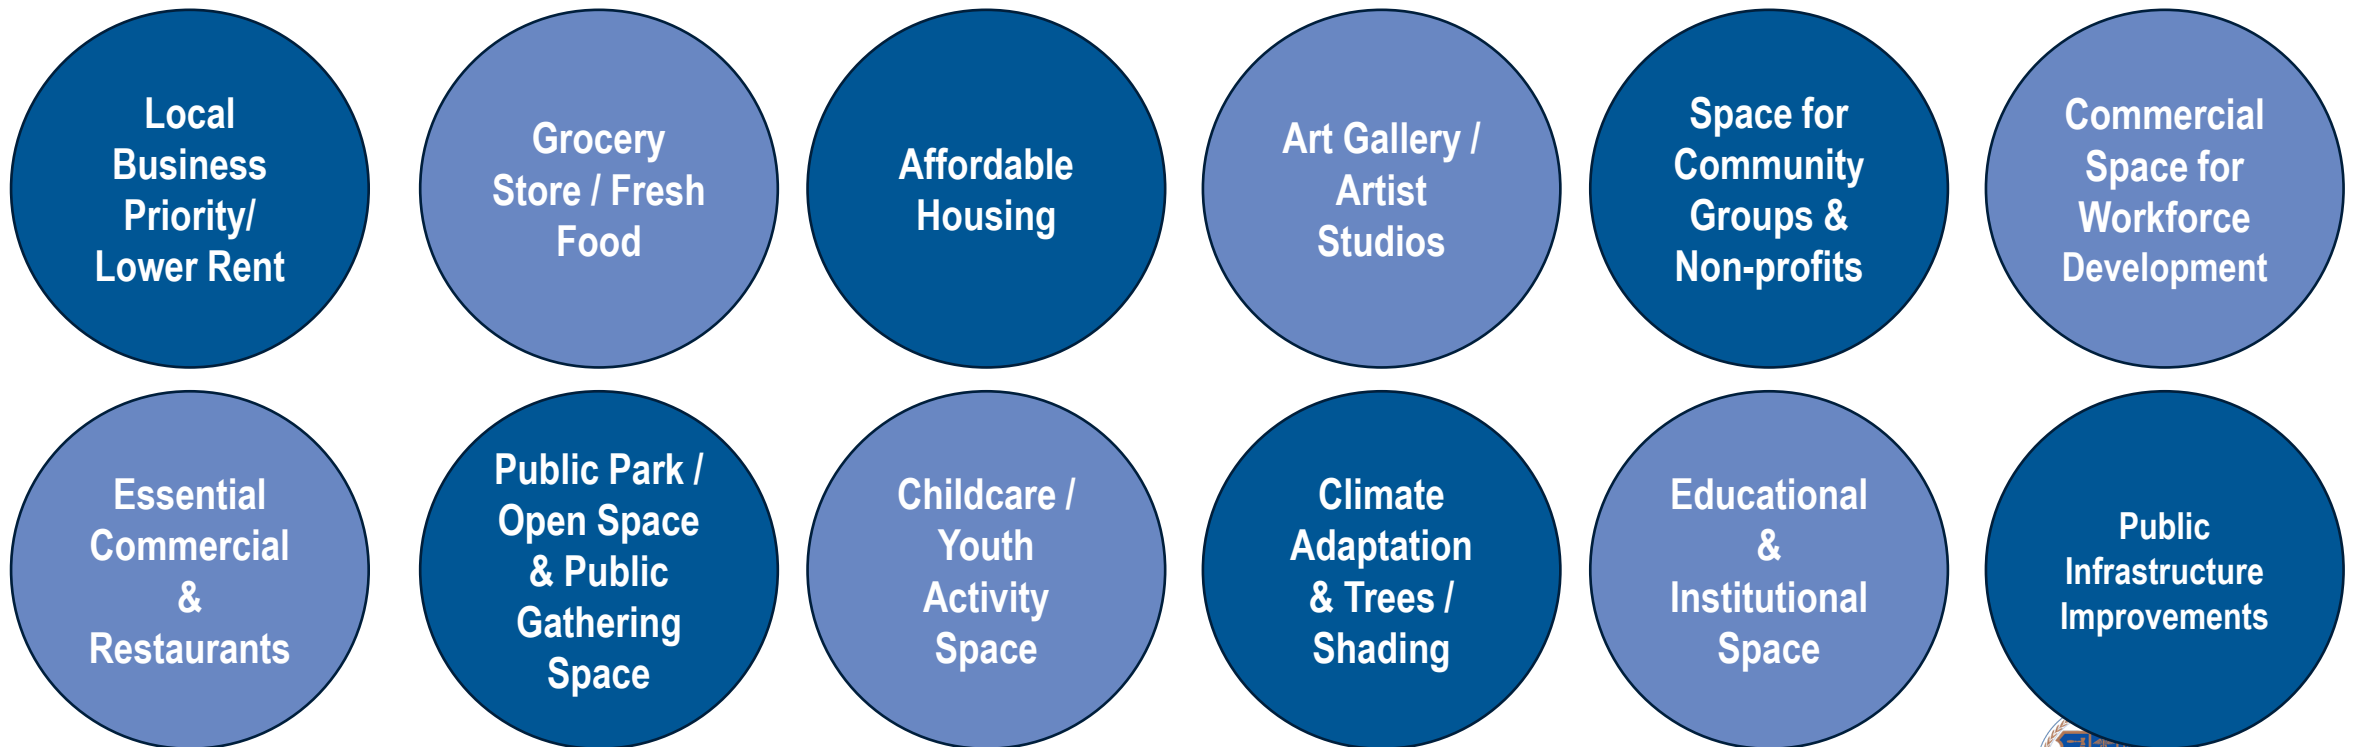 Local
Business
Priority/
Lower Rent
Grocery
Store / Fresh
Food
Affordable
Housing
Art Gallery /
Artist
Studios
Space for
Community
Groups &
Non-profits
Commercial
Space for
Workforce
Development
Essential
Commercial
&
Restaurants
Public Park /
Open Space
& Public
Gathering
Space
Childcare /
Youth
Activity
Space
Climate
Adaptation
& Trees /
Shading
Educational
&
Institutional
Space
Public
Infrastructure
Improvements